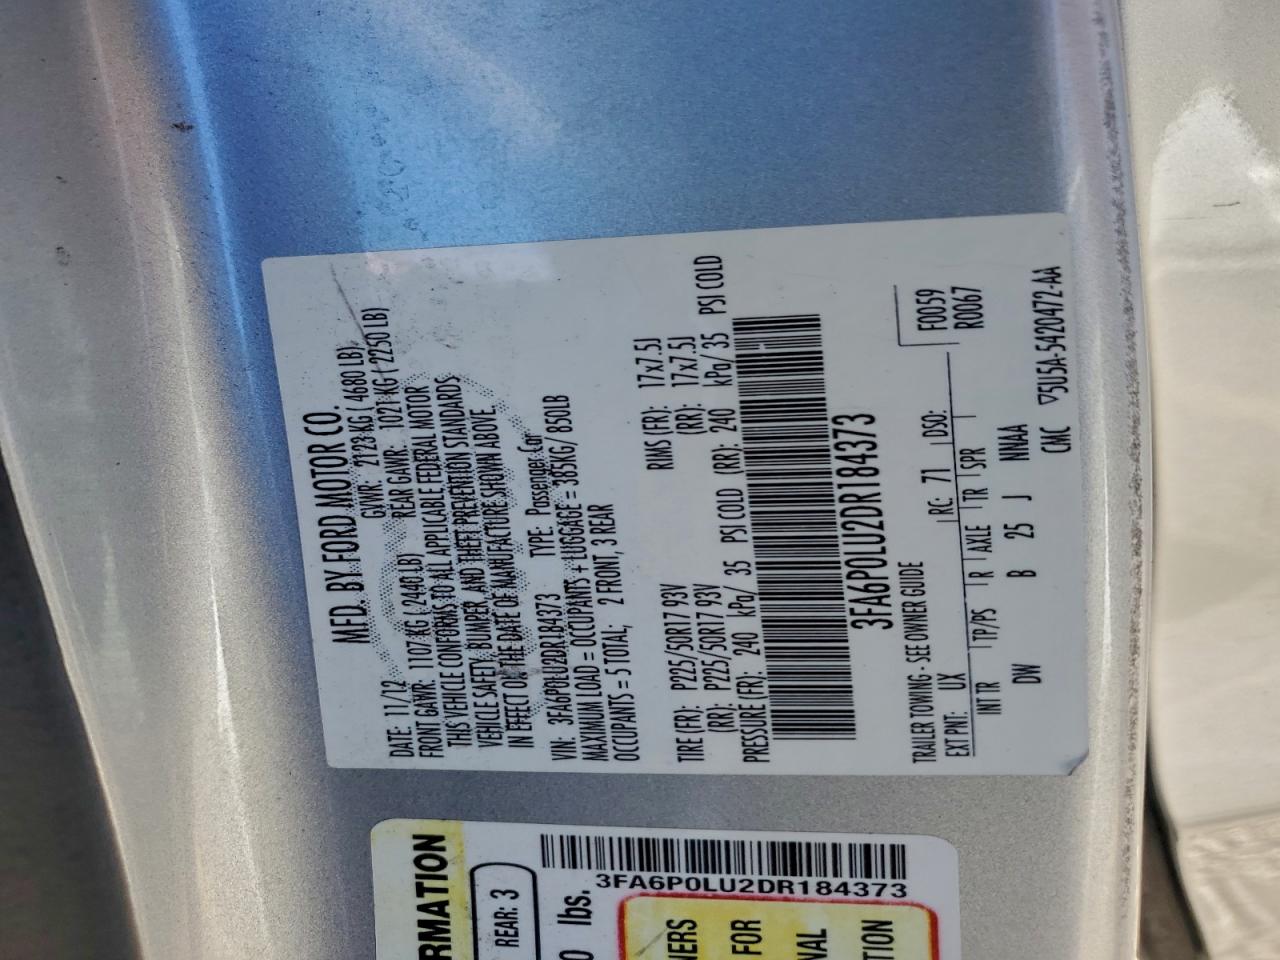 MFD. BY FORD MOTOR CO.
DATE: 11/12 GVWR: 2123 KG ( 4680 LB)
FRONT GAWR: 1107 KG ( 2440 LB) REAR GAWR: 1021 KG ( 2250 LB)
THIS VEHICLE CONFORMS TO ALL APPLICABLE FEDERAL MOTOR
VEHICLE SAFETY, BUMPER, AND THEFT PREVENTION STANDARDS
IN EFFECT ON THE DATE OF MANUFACTURE SHOWN ABOVE.
VIN: 3FA6P0LU2DR184373 TYPE: Passenger Car
MAXIMUM LOAD = OCCUPANTS + LUGGAGE = 385KG/ 850LB
OCCUPANTS = 5 TOTAL; 2 FRONT, 3 REAR
TIRE (FR): P225/50R17 93V RIMS (FR): 17x7.5J
(RR): P225/50R17 93V (RR): 17x7.5J
PRESSURE (FR): 240 kPa/ 35 PSI COLD (RR): 240 kPa/ 35 PSI COLD
3FA6P0LU2DR184373
TRAILER TOWING - SEE OWNER GUIDE F0059
EXT PNT: UX RC: 71 DSO: R0067
INT TR TP/PS R AXLE TR SPR
DW B 25 J NNAA
CMC 5U5A-5420472-AA
RMATION
REAR: 3
3FA6P0LU2DR184373
0 lbs.
NERS
FOR
NAL
TION